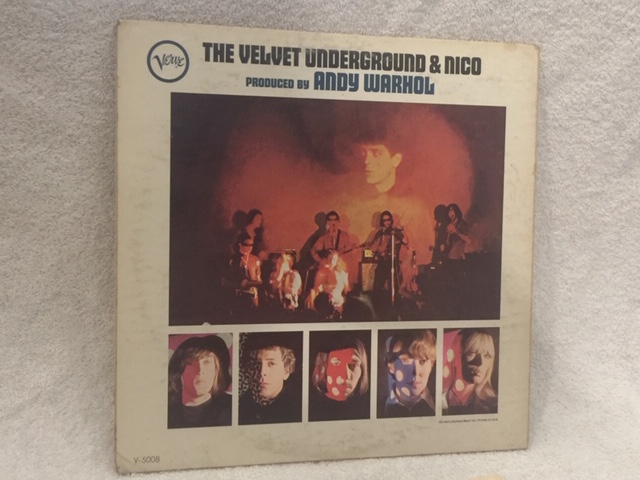 Verve
THE VELVET UNDERGROUND & NICO
PRODUCED BY ANDY WARHOL
V-5008